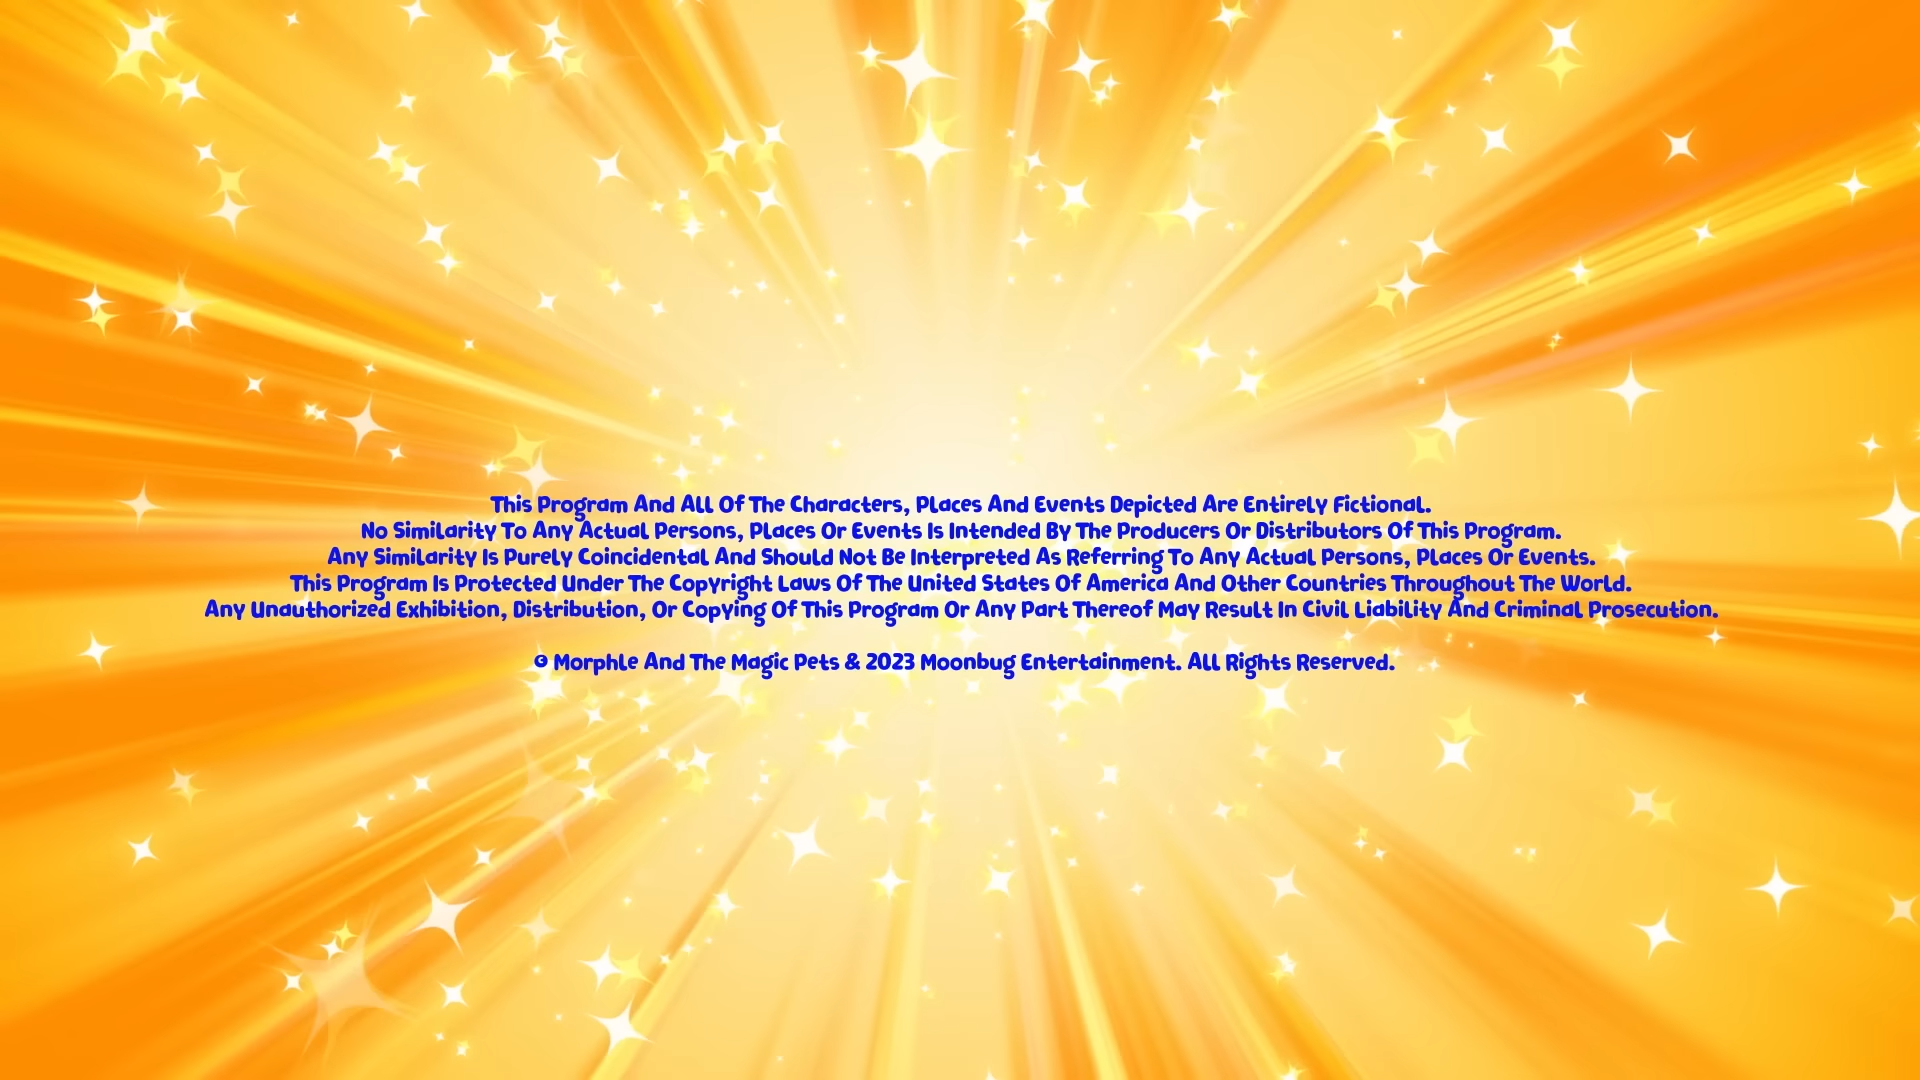 This Program And All Of The Characters, Places And Events Depicted Are Entirely Fictional.
No Similarity To Any Actual Persons, Places Or Events Is Intended By The Producers Or Distributors Of This Program.
Any Similarity Is Purely Coincidental And Should Not Be Interpreted As Referring To Any Actual Persons, Places Or Events.
This Program Is Protected Under The Copyright Laws Of The United States Of America And Other Countries Throughout The World.
Any Unauthorized Exhibition, Distribution, Or Copying Of This Program Or Any Part Thereof May Result In Civil Liability And Criminal Prosecution.
© Morphle And The Magic Pets & 2023 Moonbug Entertainment. All Rights Reserved.